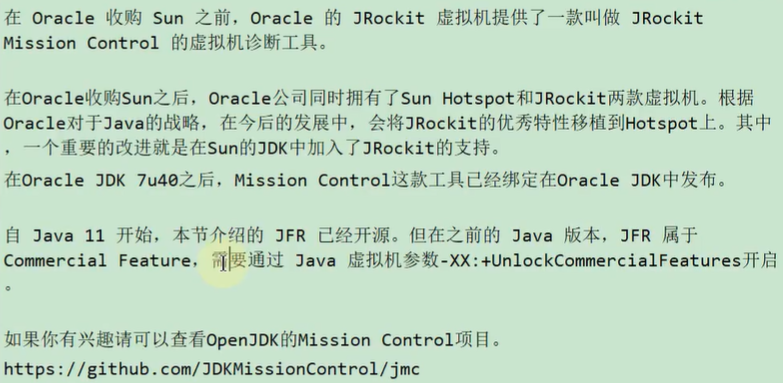 在 Oracle 收购 Sun 之前，Oracle 的 JRockit 虚拟机提供了一款叫做 JRockit
Mission Control 的虚拟机诊断工具。
在Oracle收购Sun之后，Oracle公司同时拥有了Sun Hotspot和JRockit两款虚拟机。根据
Oracle对于Java的战略，在今后的发展中，会将JRockit的优秀特性移植到Hotspot上。其中
，一个重要的改进就是在Sun的JDK中加入了JRockit的支持。
在Oracle JDK 7u40之后，Mission Control这款工具已经绑定在Oracle JDK中发布。
自 Java 11 开始，本节介绍的 JFR 已经开源。但在之前的 Java 版本，JFR 属于
Commercial Feature，需要通过 Java 虚拟机参数-XX:+UnlockCommercialFeatures开启
。
如果你有兴趣请可以查看OpenJDK的Mission Control项目。
https://github.com/JDKMissionControl/jmc